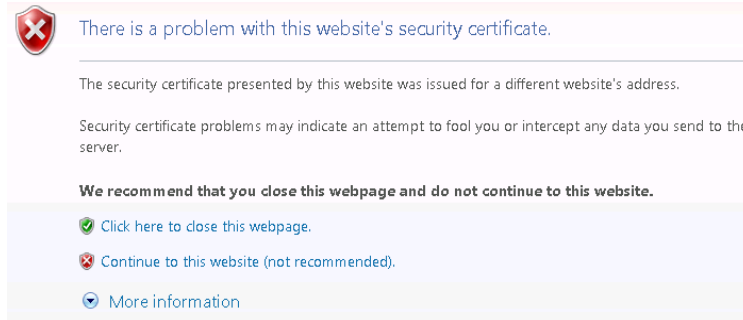 There is a problem with this website's security certificate.
The security certificate presented by this website was issued for a different website's address.
Security certificate problems may indicate an attempt to fool you or intercept any data you send to the
server.
We recommend that you close this webpage and do not continue to this website.
Click here to close this webpage.
Continue to this website (not recommended).
More information